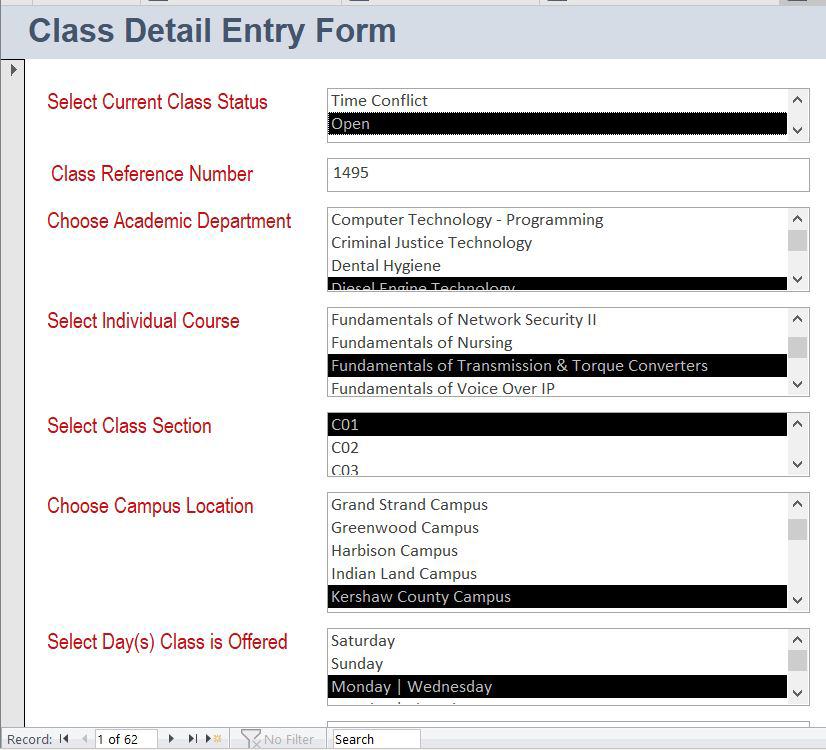 Class Detail Entry Form
Select Current Class Status
Time Conflict
Open
Class Reference Number
1495
Choose Academic Department
Computer Technology - Programming
Criminal Justice Technology
Dental Hygiene
Diesel Engine Technology
Select Individual Course
Fundamentals of Network Security II
Fundamentals of Nursing
Fundamentals of Transmission & Torque Converters
Fundamentals of Voice Over IP
Select Class Section
C01
C02
C03
Choose Campus Location
Grand Strand Campus
Greenwood Campus
Harbison Campus
Indian Land Campus
Kershaw County Campus
Select Day(s) Class is Offered
Saturday
Sunday
Monday | Wednesday
Record: 1 of 62 No Filter Search